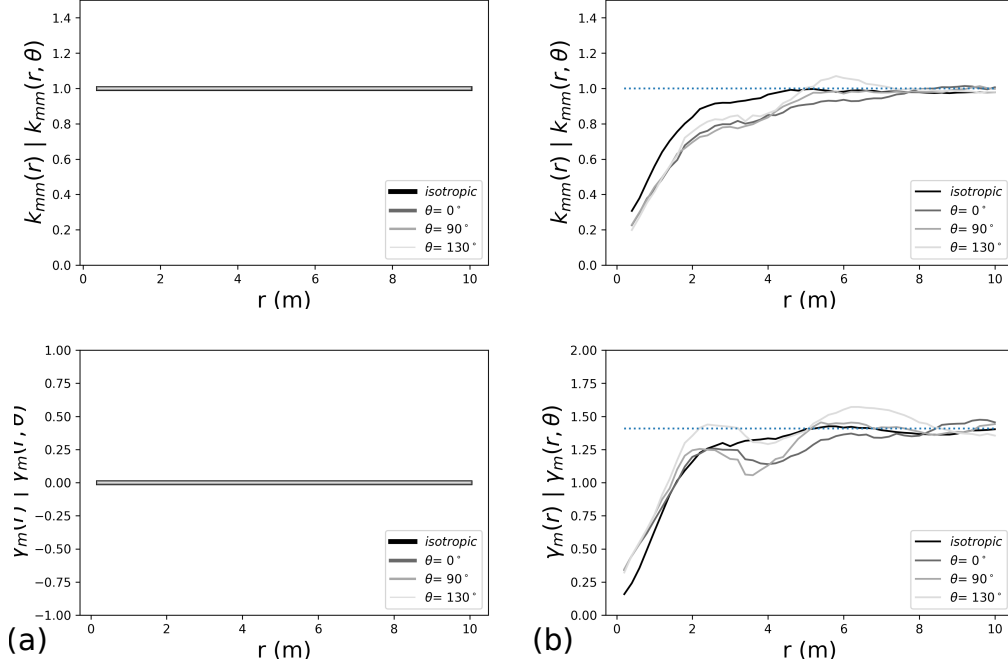 1.4
1.2
1.0
0.8
0.6
0.4
0.2
0.0
k_mm(r) | k_mm(r, θ)
isotropic
θ= 0°
θ= 90°
θ= 130°
0 2 4 6 8 10
r (m)
1.4
1.2
1.0
0.8
0.6
0.4
0.2
0.0
k_mm(r) | k_mm(r, θ)
isotropic
θ= 0°
θ= 90°
θ= 130°
0 2 4 6 8 10
r (m)
1.00
0.75
0.50
0.25
0.00
−0.25
−0.50
−0.75
−1.00
γ_m(r) | γ_m(r, θ)
isotropic
θ= 0°
θ= 90°
θ= 130°
0 2 4 6 8 10
r (m)
(a)
2.00
1.75
1.50
1.25
1.00
0.75
0.50
0.25
0.00
γ_m(r) | γ_m(r, θ)
isotropic
θ= 0°
θ= 90°
θ= 130°
0 2 4 6 8 10
r (m)
(b)